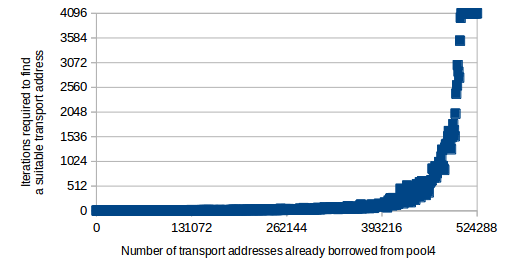 4096
3584
3072
2560
2048
1536
1024
512
0
Iterations required to find
a suitable transport address
0 131072 262144 393216 524288
Number of transport addresses already borrowed from pool4